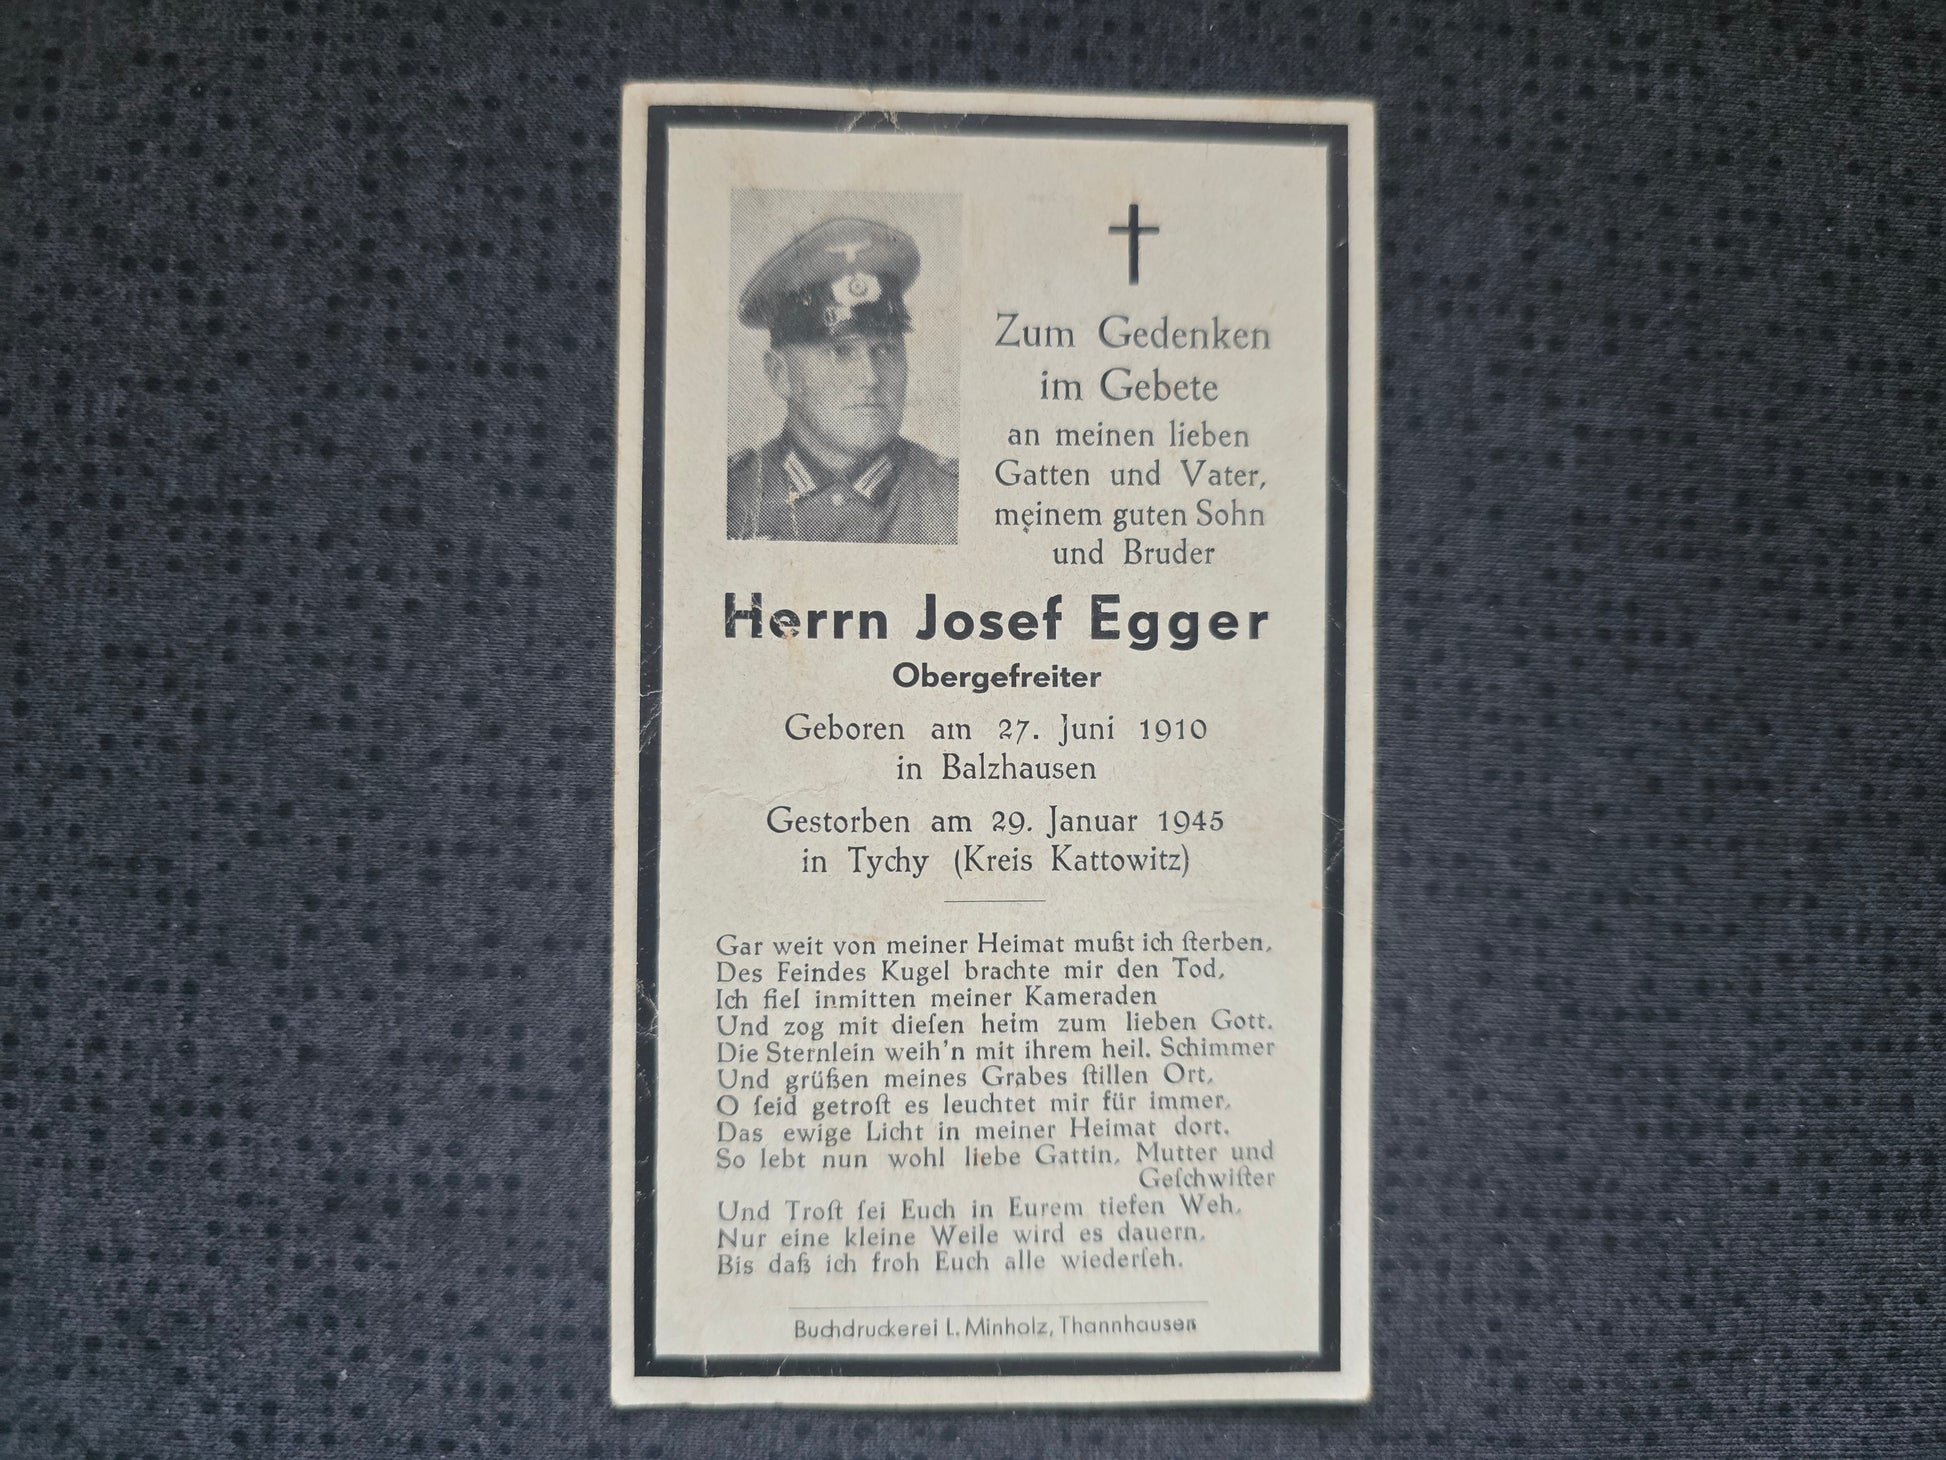 Zum Gedenken
im Gebete
an meinen lieben
Gatten und Vater,
meinem guten Sohn
und Bruder
Herrn Josef Egger
Obergefreiter
Geboren am 27. Juni 1910
in Balzhausen
Gestorben am 29. Januar 1945
in Tychy (Kreis Kattowitz)
Gar weit von meiner Heimat mußt ich ſterben,
Des Feindes Kugel brachte mir den Tod,
Ich fiel inmitten meiner Kameraden
Und zog mit dieſen heim zum lieben Gott.
Die Sternlein weih'n mit ihrem heil. Schimmer
Und grüßen meines Grabes ſtillen Ort,
O ſeid getroſt es leuchtet mir für immer,
Das ewige Licht in meiner Heimat dort.
So lebt nun wohl liebe Gattin, Mutter und
Geſchwiſter
Und Troſt ſei Euch in Eurem tiefen Weh,
Nur eine kleine Weile wird es dauern,
Bis daß ich froh Euch alle wiederſeh.
Buchdruckerei L. Minholz, Thannhausen